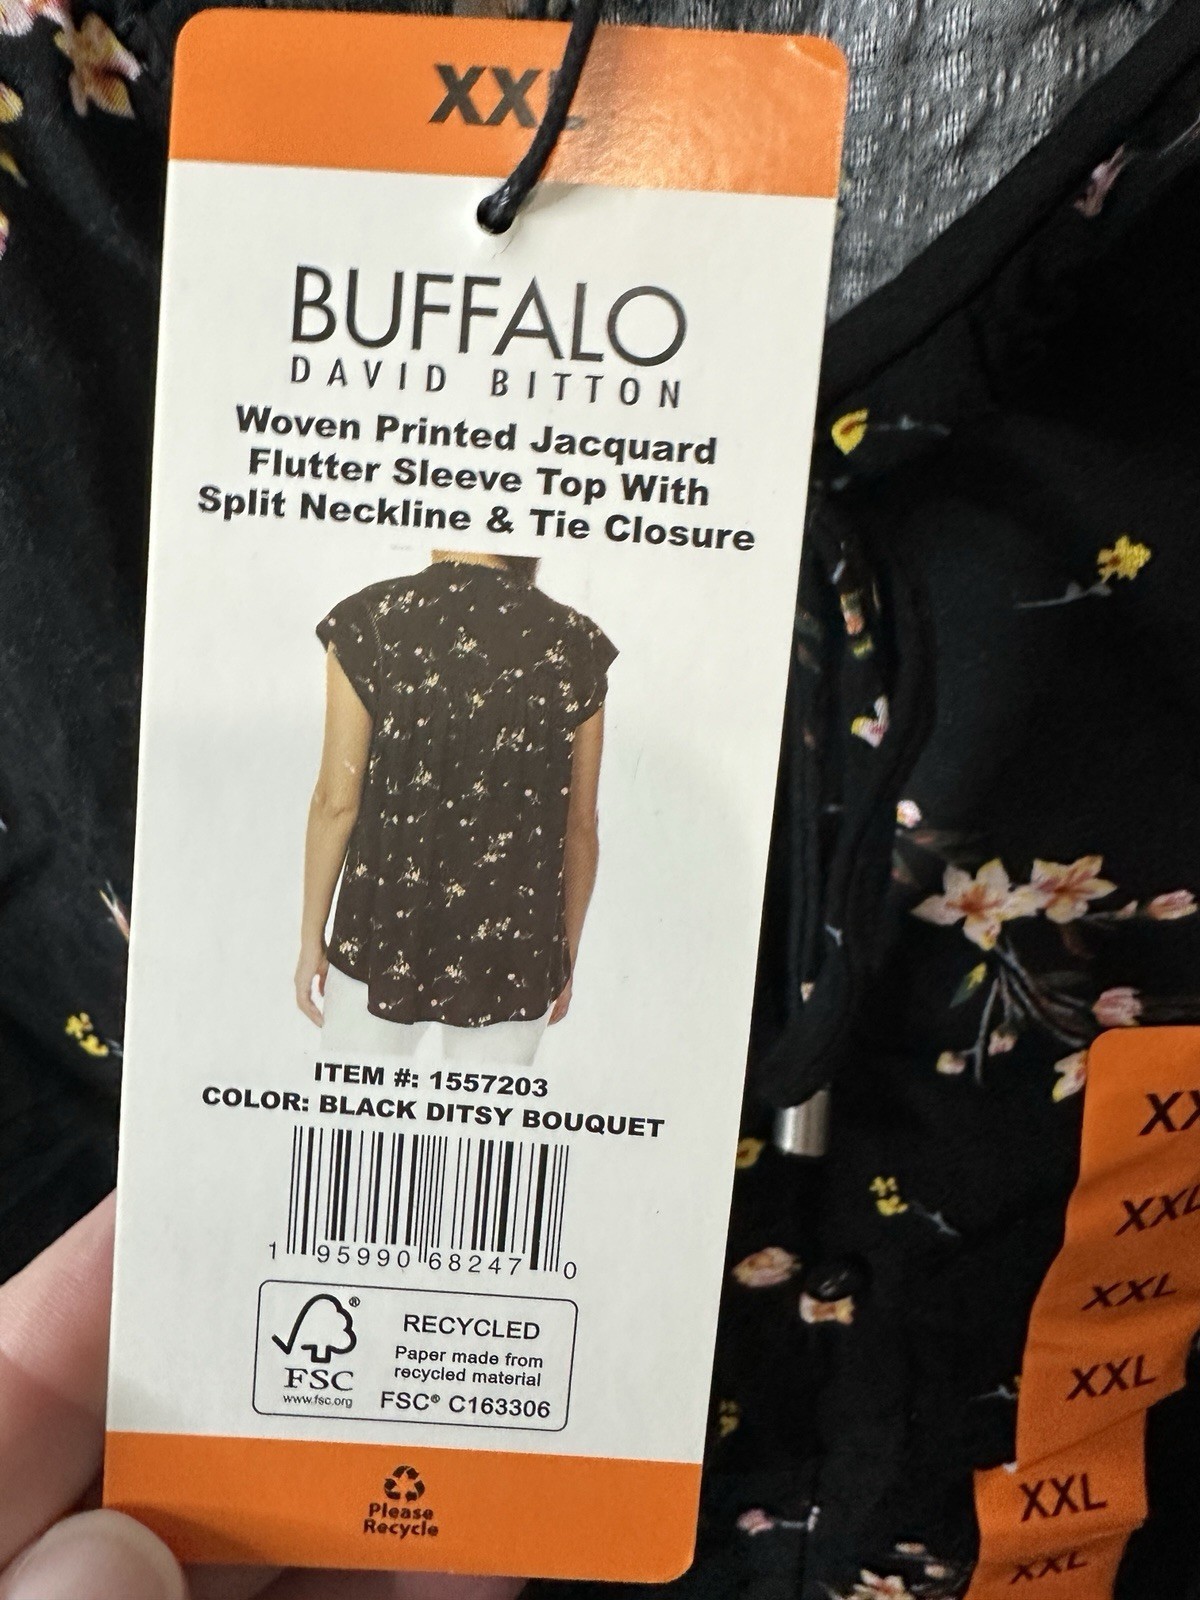 XXL
BUFFALO
DAVID BITTON
Woven Printed Jacquard
Flutter Sleeve Top With
Split Neckline & Tie Closure
ITEM #: 1557203
COLOR: BLACK DITSY BOUQUET
1 95990 68247 0
FSC
www.fsc.org
RECYCLED
Paper made from
recycled material
FSC® C163306
Please
Recycle
XX
XXL
XXL
XXL
XXL
XXL